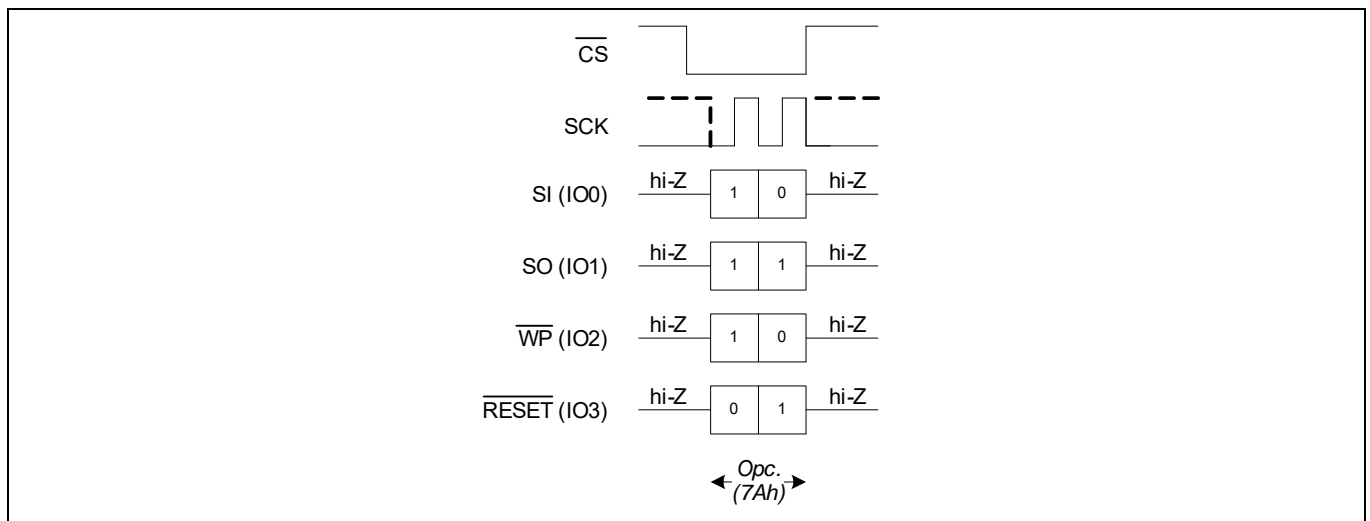 CS
SCK
hi-Z hi-Z
SI (IO0) 1 0
hi-Z hi-Z
SO (IO1) 1 1
hi-Z hi-Z
WP (IO2) 1 0
hi-Z hi-Z
RESET (IO3) 0 1
Opc.
(7Ah)